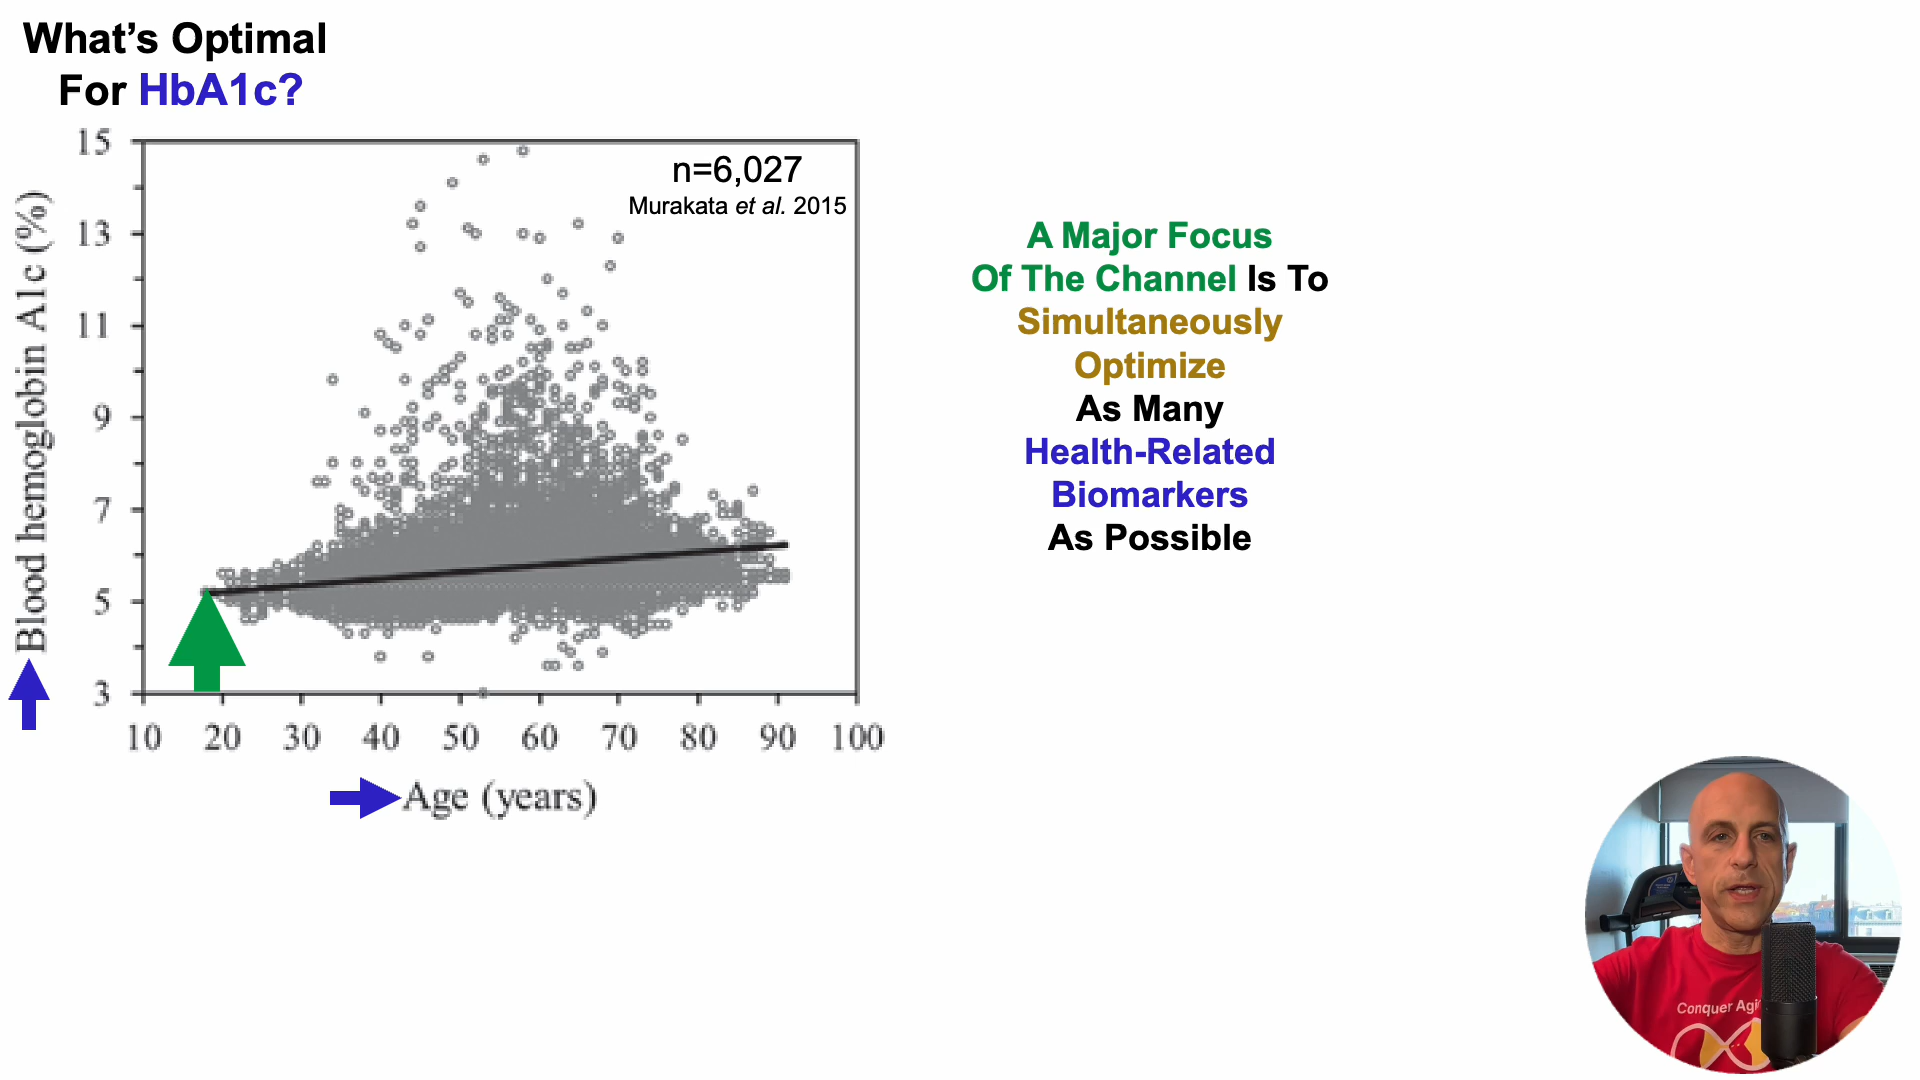 What’s Optimal
For HbA1c?
15
13
11
9
7
5
3
Blood hemoglobin A1c (%)
n=6,027
Murakata et al. 2015
10 20 30 40 50 60 70 80 90 100
Age (years)
A Major Focus
Of The Channel Is To
Simultaneously
Optimize
As Many
Health-Related
Biomarkers
As Possible
Conquer